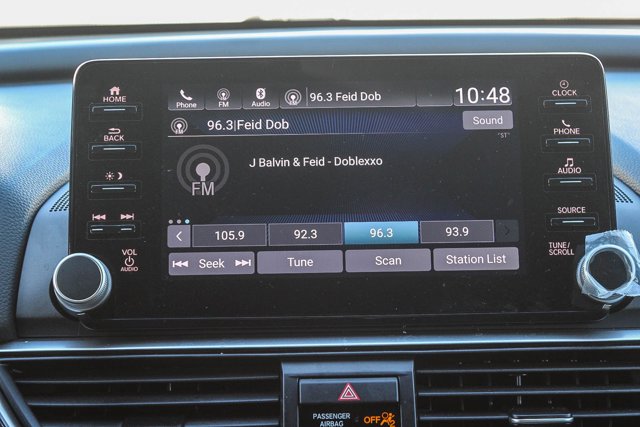 HOME
BACK
VOL
AUDIO
Phone FM Audio 96.3 Feid Dob 10:48
96.3|Feid Dob Sound
"ST"
FM J Balvin & Feid - Doblexxo
105.9 92.3 96.3 93.9
Seek Tune Scan Station List
CLOCK
PHONE
AUDIO
SOURCE
TUNE/
SCROLL
PASSENGER
AIRBAG OFF